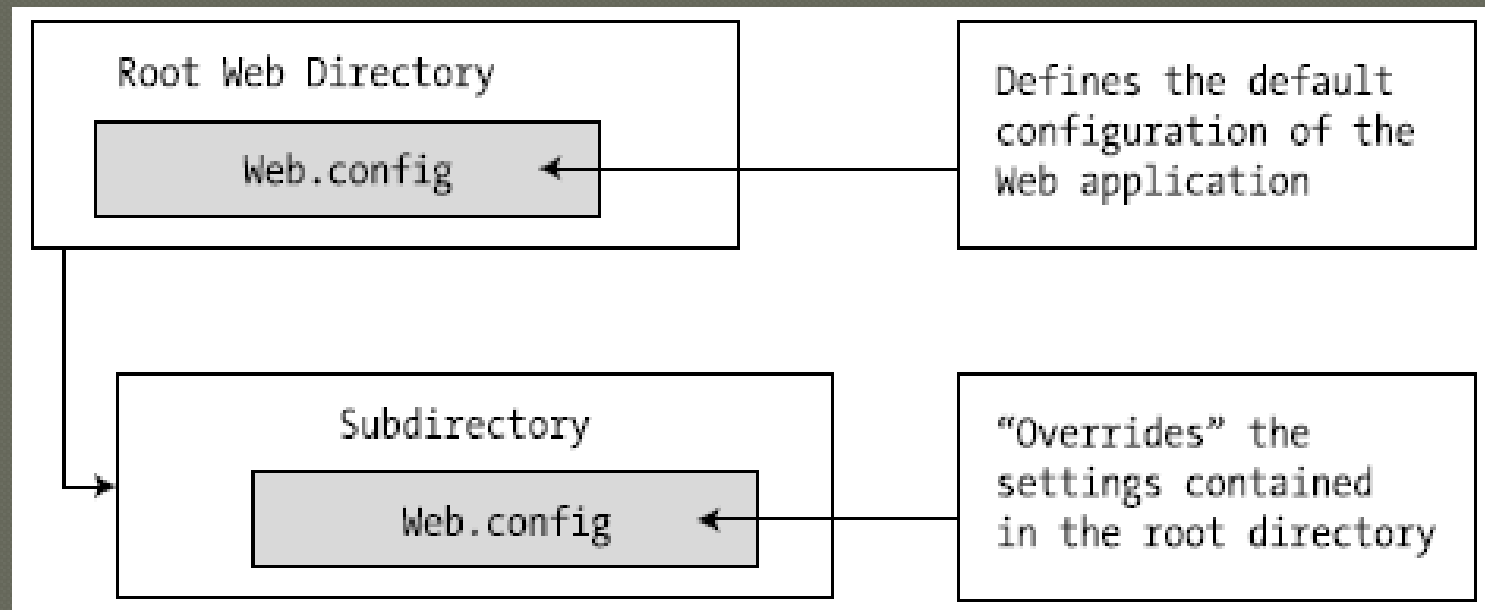 Root Web Directory
Web.config
Defines the default
configuration of the
Web application
Subdirectory
Web.config
“Overrides” the
settings contained
in the root directory